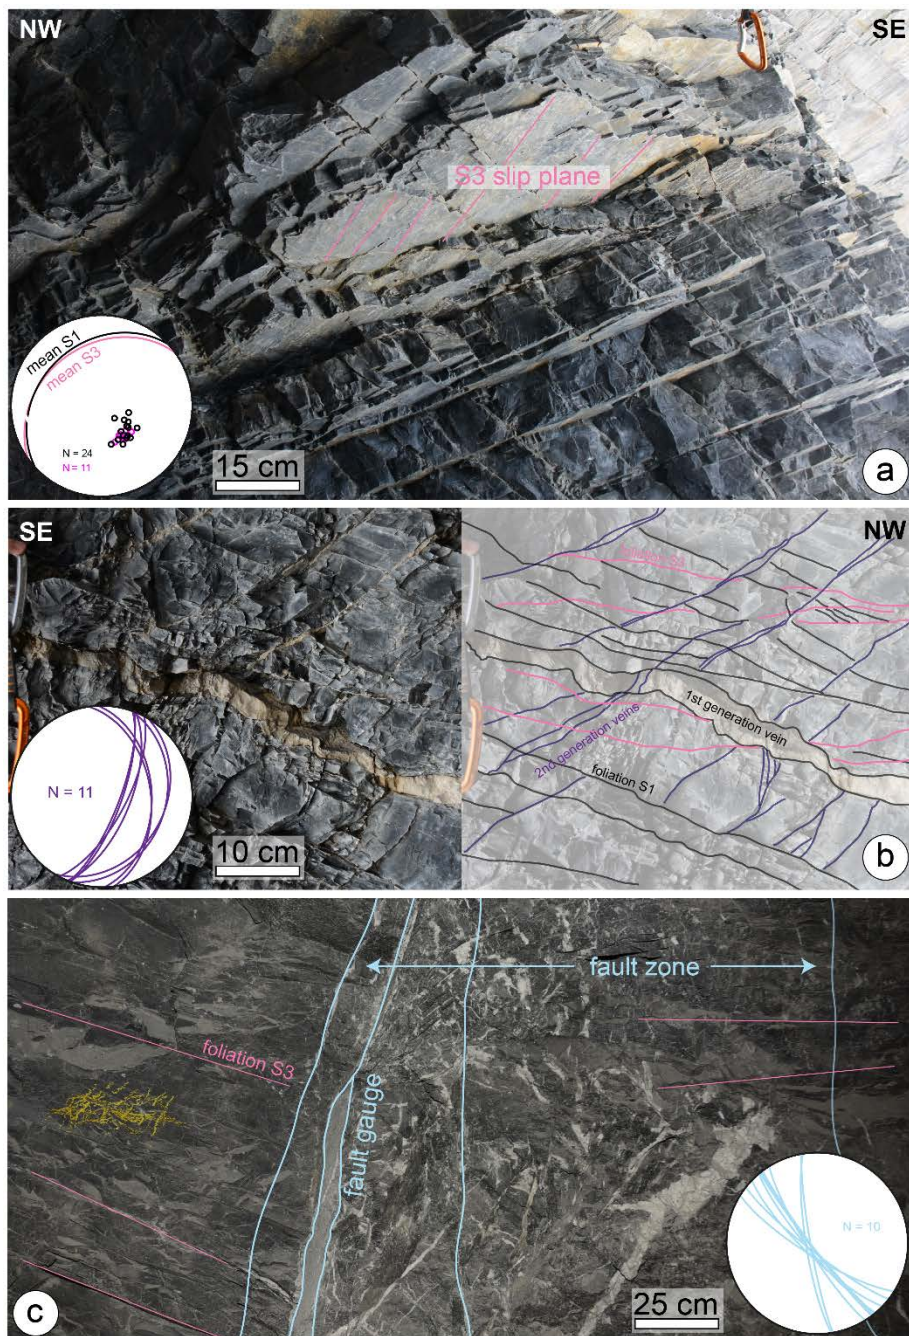 NW
SE
S3 slip plane
mean S1
mean S3
N = 24
N = 11
15 cm
a
SE
NW
foliation S3
1st generation vein
2nd generation veins
foliation S1
N = 11
10 cm
b
fault zone
foliation S3
fault gauge
N = 10
25 cm
c